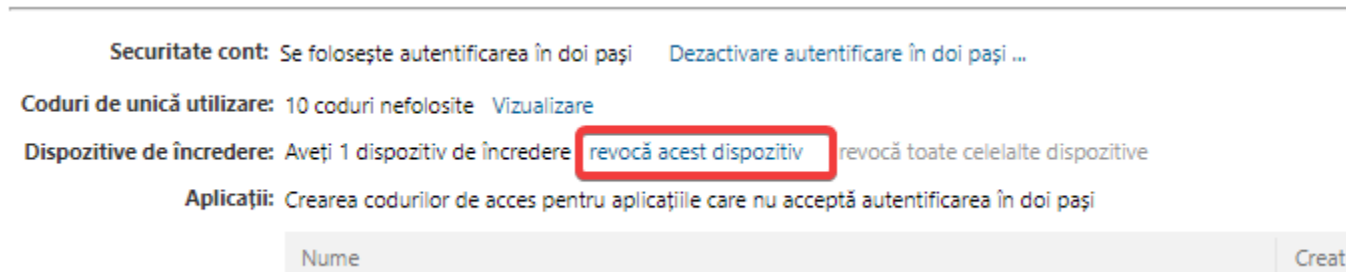 Securitate cont: Se folosește autentificarea în doi pași Dezactivare autentificare în doi pași ...
Coduri de unică utilizare: 10 coduri nefolosite Vizualizare
Dispozitive de încredere: Aveți 1 dispozitiv de încredere revocă acest dispozitiv revocă toate celelalte dispozitive
Aplicații: Crearea codurilor de acces pentru aplicațiile care nu acceptă autentificarea în doi pași
Nume Creat